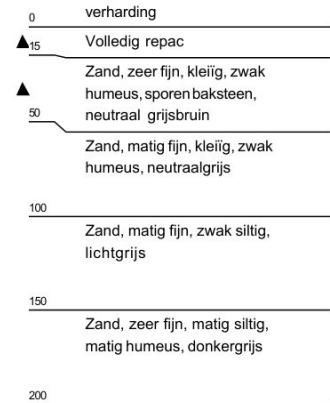 verharding
0
Volledig repac
15
Zand, zeer fijn, kleiïg, zwak
humeus, sporen baksteen,
neutraal grijsbruin
50
Zand, matig fijn, kleiïg, zwak
humeus, neutraalgrijs
100
Zand, matig fijn, zwak siltig,
lichtgrijs
150
Zand, zeer fijn, matig siltig,
matig humeus, donkergrijs
200